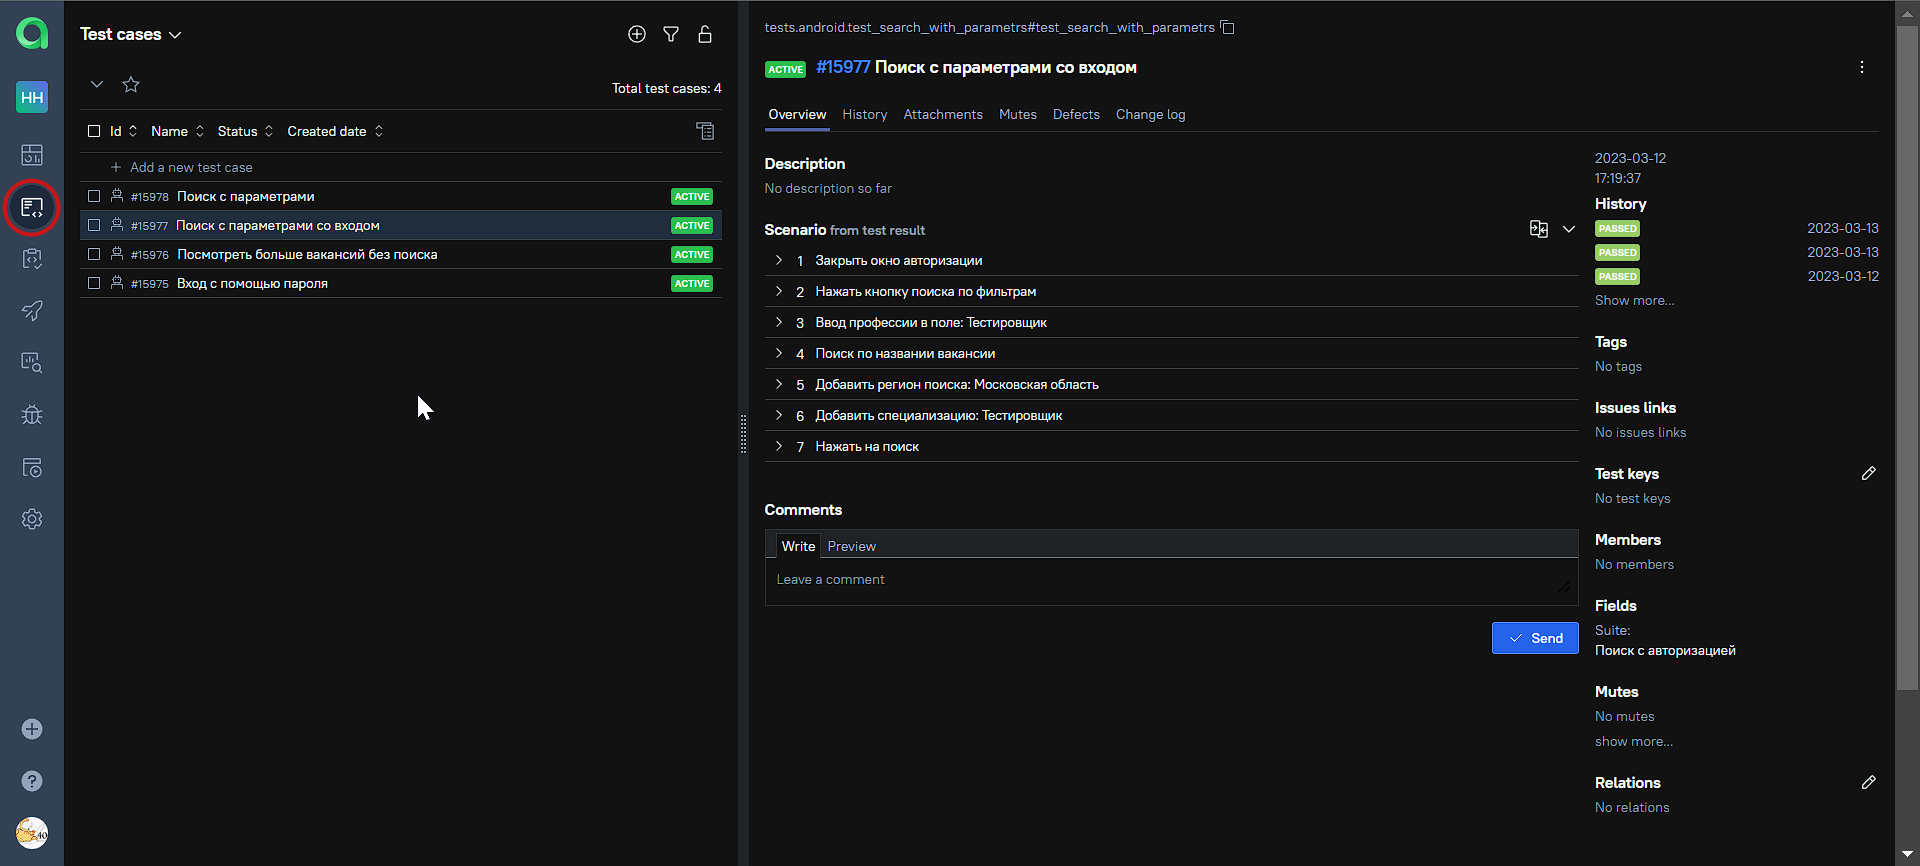 HH
Test cases
Total test cases: 4
Id Name Status Created date
Add a new test case
#15978 Поиск с параметрами ACTIVE
#15977 Поиск с параметрами со входом ACTIVE
#15976 Посмотреть больше вакансий без поиска ACTIVE
#15975 Вход с помощью пароля ACTIVE
?
40
tests.android.test_search_with_parametrs#test_search_with_parametrs
ACTIVE #15977 Поиск с параметрами со входом
Overview History Attachments Mutes Defects Change log
Description
No description so far
Scenario from test result
1 Закрыть окно авторизации
2 Нажать кнопку поиска по фильтрам
3 Ввод профессии в поле: Тестировщик
4 Поиск по названии вакансии
5 Добавить регион поиска: Московская область
6 Добавить специализацию: Тестировщик
7 Нажать на поиск
Comments
Write Preview
Leave a comment
Send
2023-03-12
17:19:37
History
PASSED 2023-03-13
PASSED 2023-03-13
PASSED 2023-03-12
Show more...
Tags
No tags
Issues links
No issues links
Test keys
No test keys
Members
No members
Fields
Suite:
Поиск с авторизацией
Mutes
No mutes
show more...
Relations
No relations